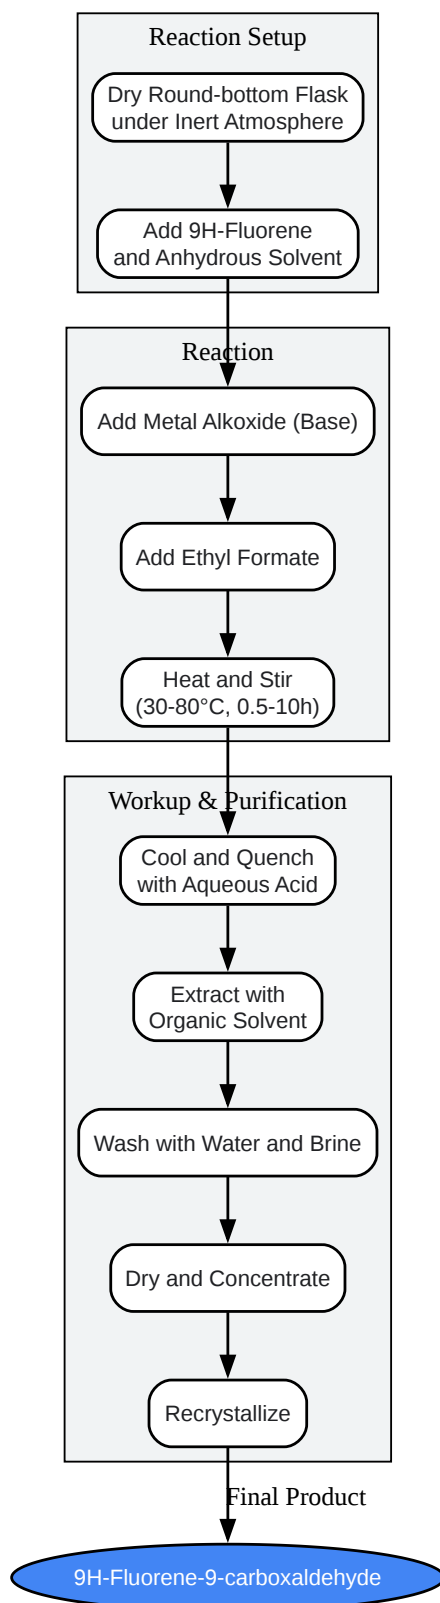 Reaction Setup
Dry Round-bottom Flask
under Inert Atmosphere
Add 9H-Fluorene
and Anhydrous Solvent
Reaction
Add Metal Alkoxide (Base)
Add Ethyl Formate
Heat and Stir
(30-80°C, 0.5-10h)
Workup & Purification
Cool and Quench
with Aqueous Acid
Extract with
Organic Solvent
Wash with Water and Brine
Dry and Concentrate
Recrystallize
Final Product
9H-Fluorene-9-carboxaldehyde